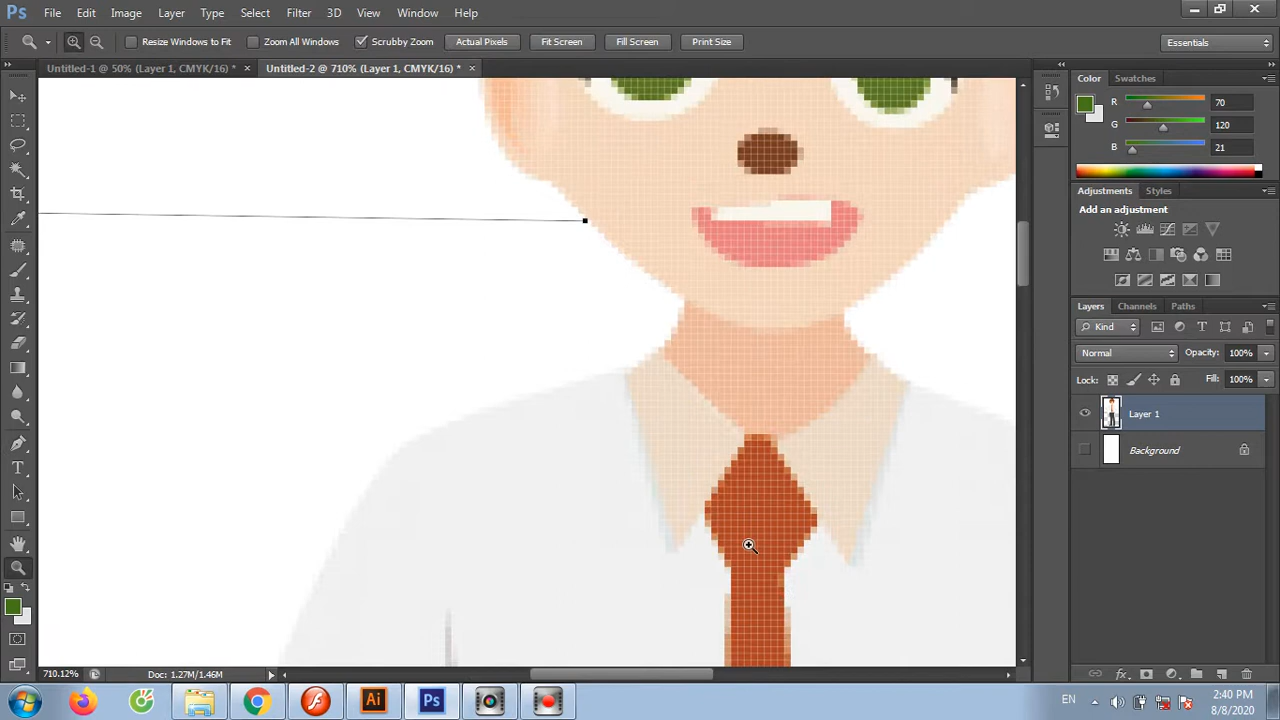 Ps File Edit Image Layer Type Select Filter 3D View Window Help
Resize Windows to Fit Zoom All Windows Scrubby Zoom Actual Pixels Fit Screen Fill Screen Print Size Essentials
Untitled-1 @ 50% (Layer 1, CMYK/16) * × Untitled-2 @ 710% (Layer 1, CMYK/16) * ×
Color Swatches
R 70
G 120
B 21
Adjustments Styles
Add an adjustment
Layers Channels Paths
Kind
Normal Opacity: 100%
Lock: Fill: 100%
Layer 1
Background
710.12% Doc: 1.27M/1.46M
Ai Ps EN 2:40 PM
8/8/2020